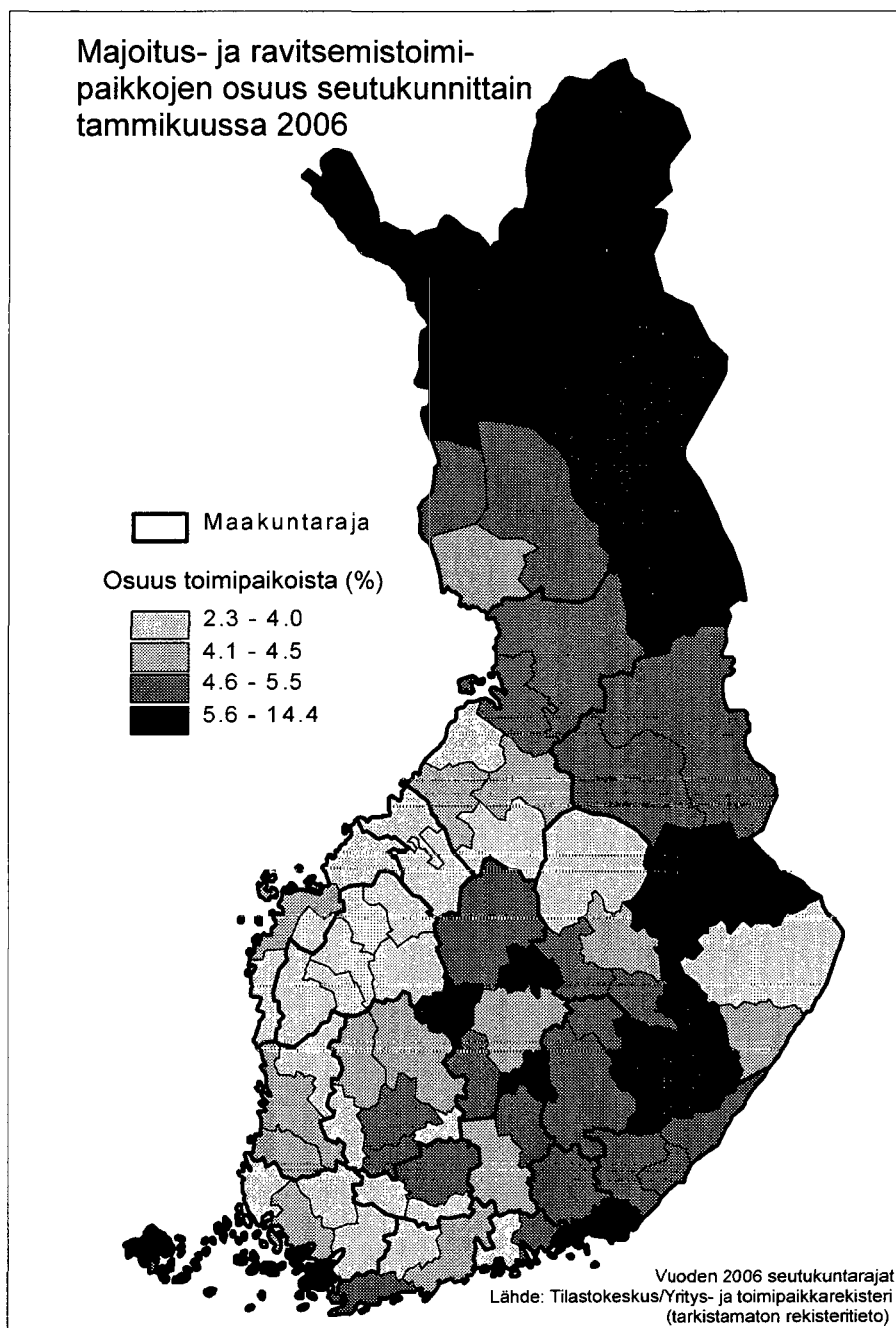 Majoitus- ja ravitsemistoimi-
paikkojen osuus seutukunnittain
tammikuussa 2006
Maakuntaraja
Osuus toimipaikoista (%)
2.3 - 4.0
4.1 - 4.5
4.6 - 5.5
5.6 - 14.4
Vuoden 2006 seutukuntarajat
Lähde: Tilastokeskus/Yritys- ja toimipaikkarekisteri
(tarkistamaton rekisteritieto)